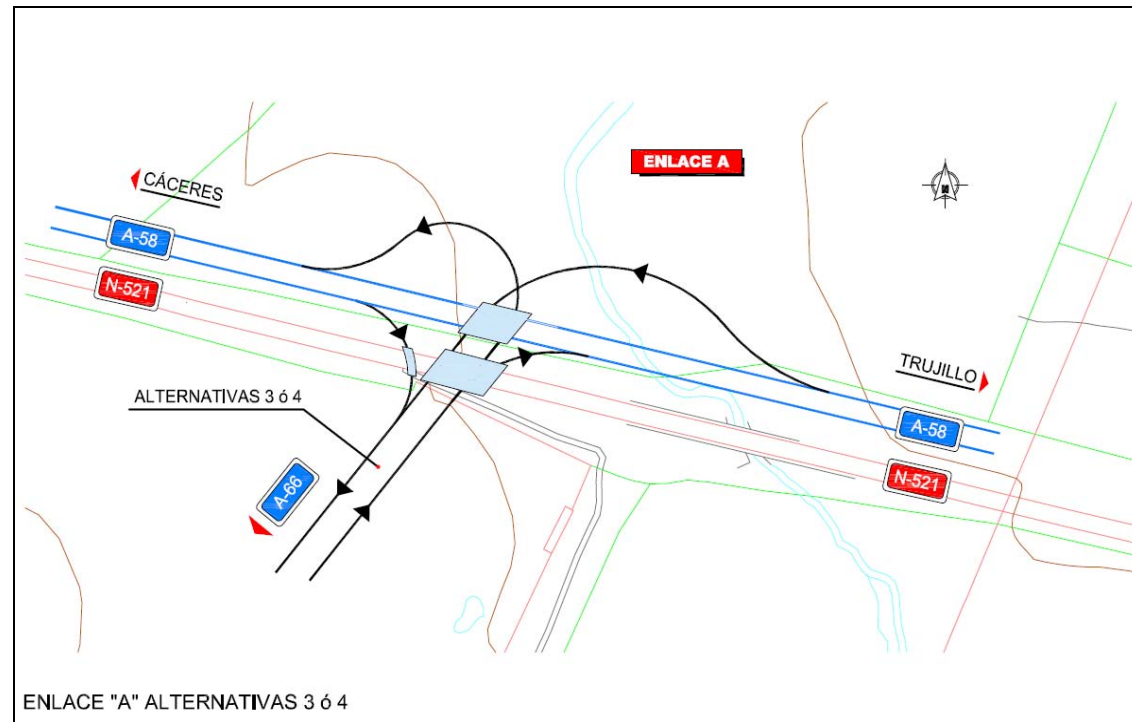 ENLACE A
CÁCERES
A-58
N-521
TRUJILLO
ALTERNATIVAS 3 ó 4
A-58
N-521
A-66
ENLACE "A" ALTERNATIVAS 3 ó 4